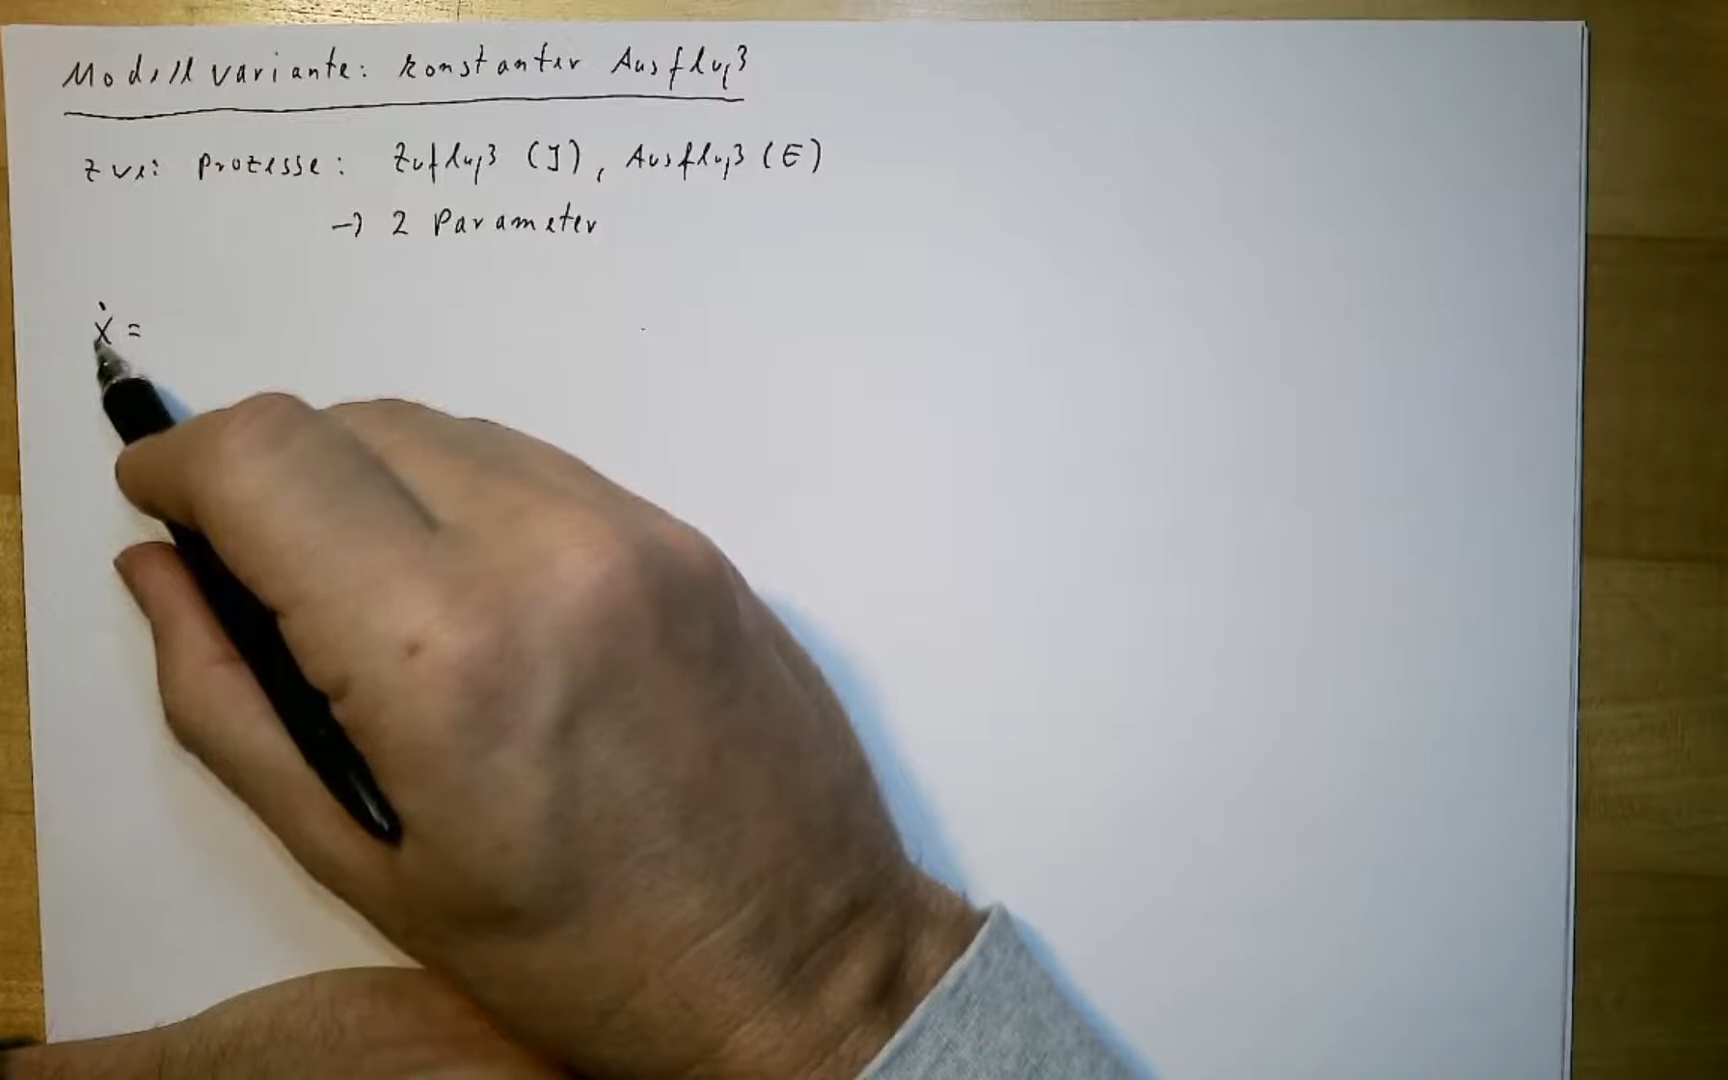 Modellvariante: konstanter Ausfluß
zwei Prozesse: Zufluß (I), Ausfluß (E)
→ 2 Parameter
ẋ =